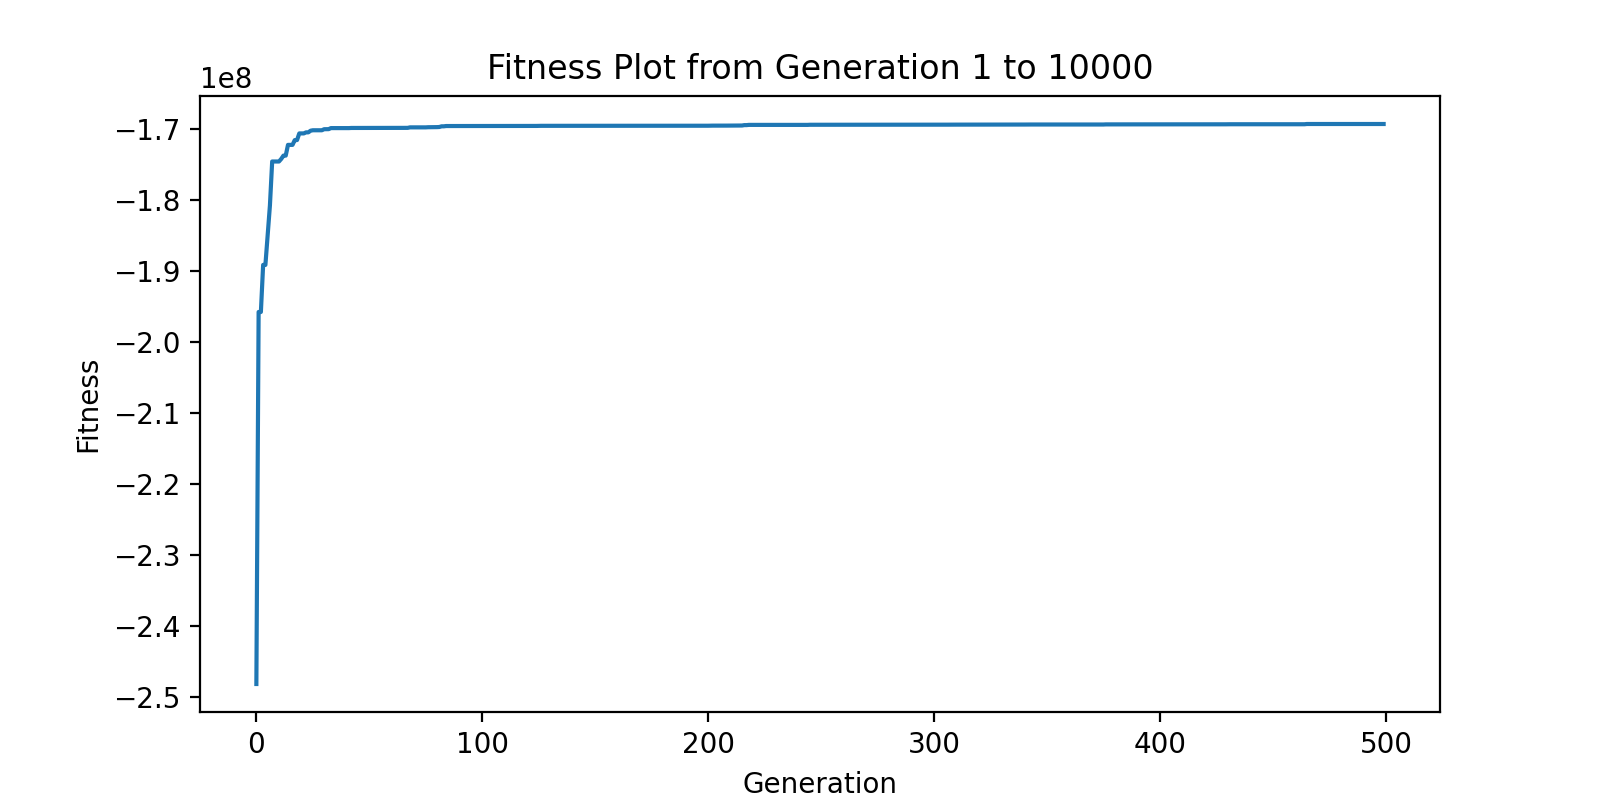 Fitness Plot from Generation 1 to 10000
1e8
−1.7
−1.8
−1.9
−2.0
−2.1
−2.2
−2.3
−2.4
−2.5
Fitness
0 100 200 300 400 500
Generation